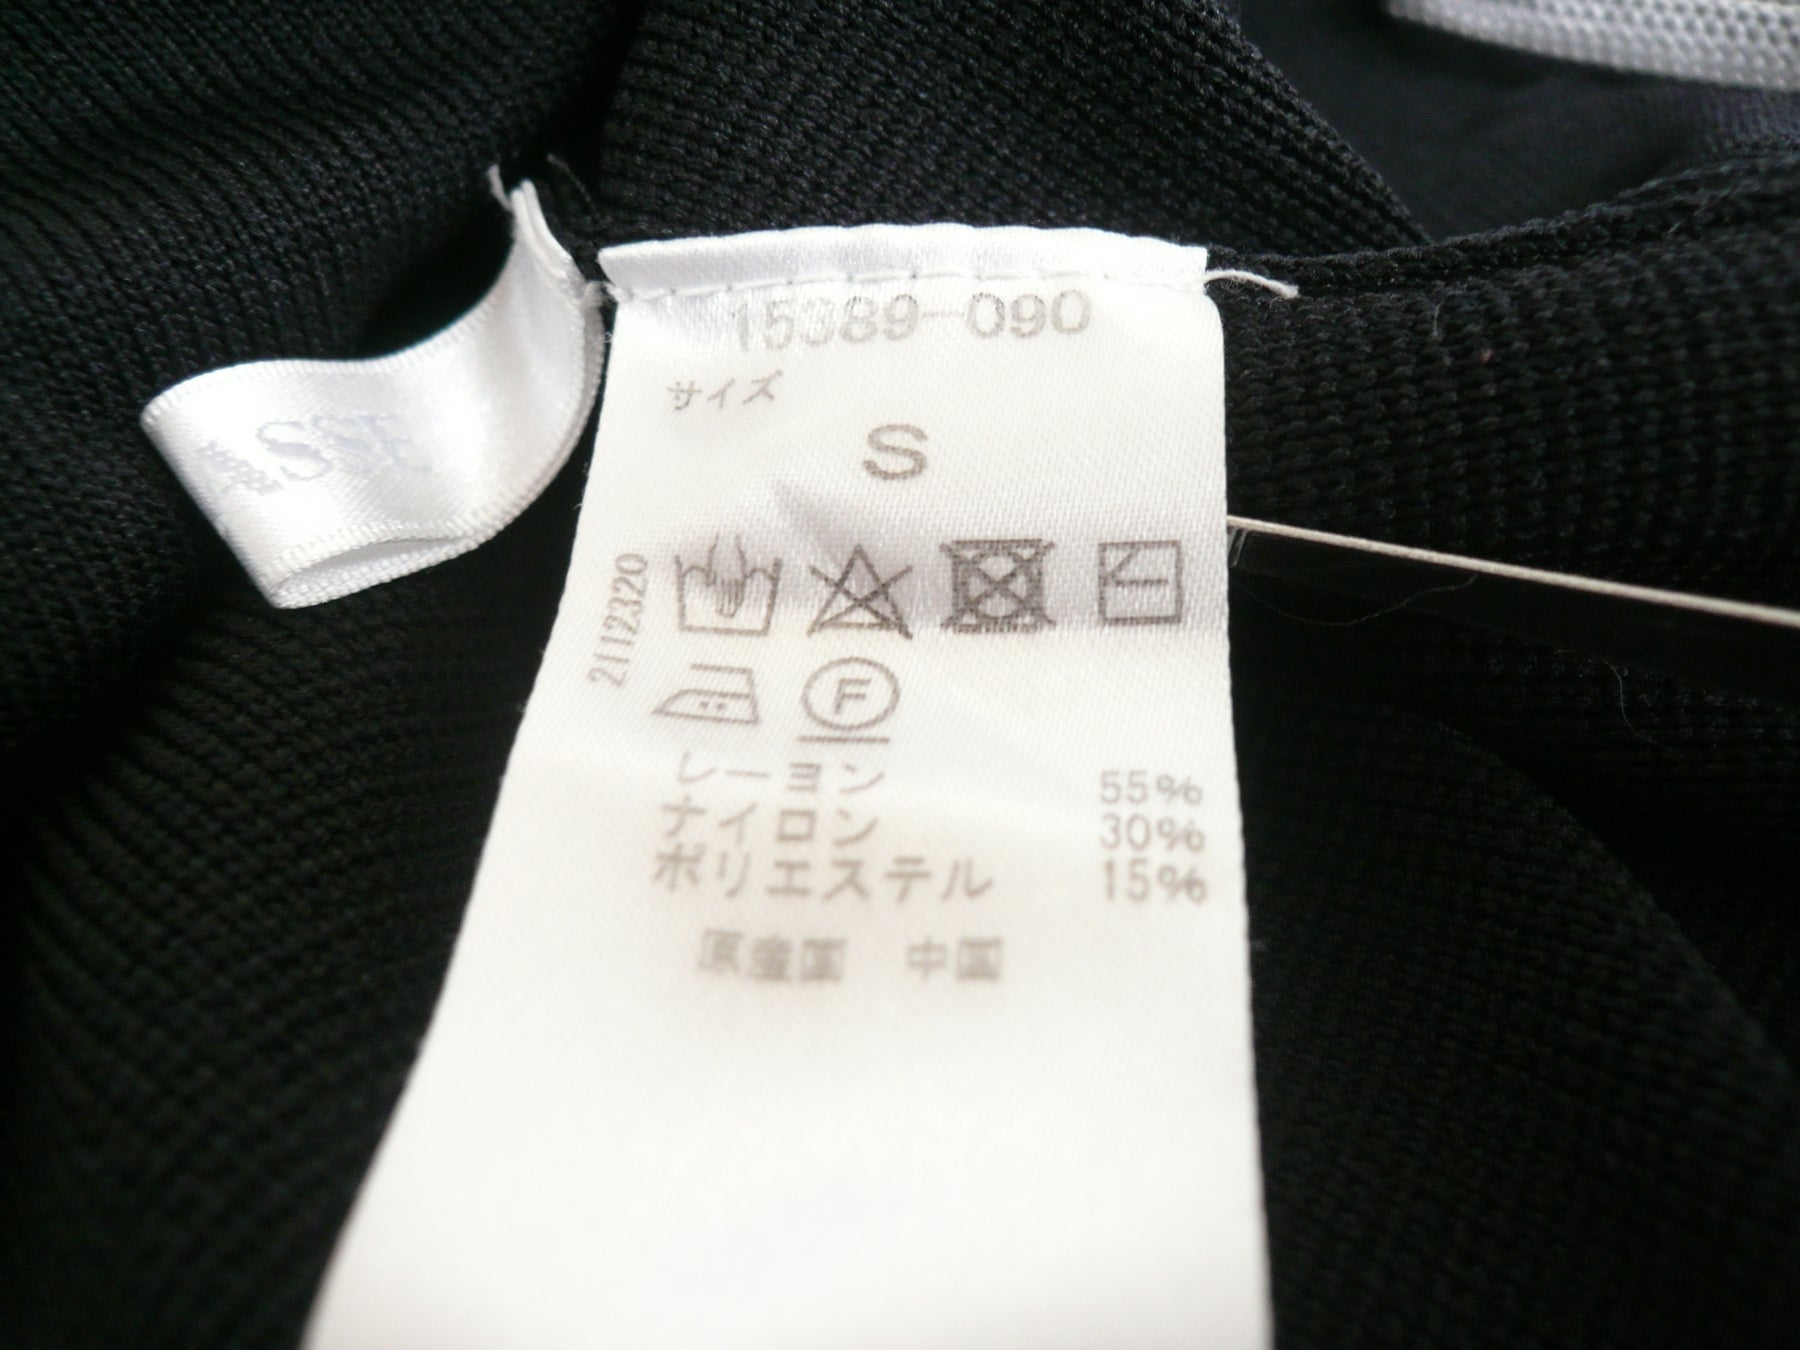 15389-090
サイズ
S
2112320
F
レーヨン 55%
ナイロン 30%
ポリエステル 15%
原産国 中国